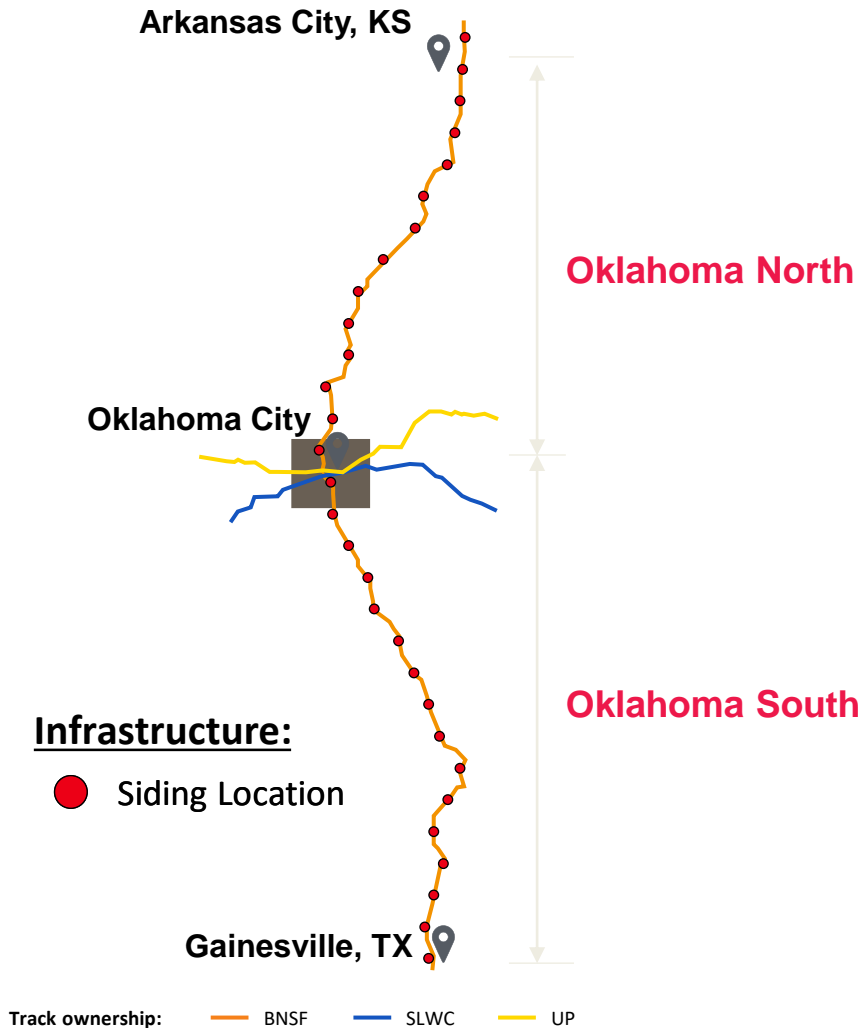 Arkansas City, KS
Oklahoma North
Oklahoma City
Oklahoma South
Infrastructure:
Siding Location
Gainesville, TX
Track ownership: BNSF SLWC UP